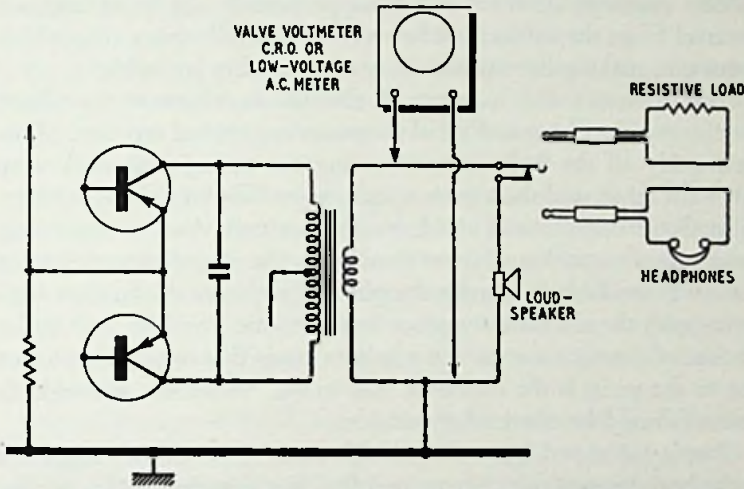 VALVE VOLTMETER
C.R.O. OR
LOW-VOLTAGE
A.C. METER
RESISTIVE LOAD
HEADPHONES
LOUD-
SPEAKER